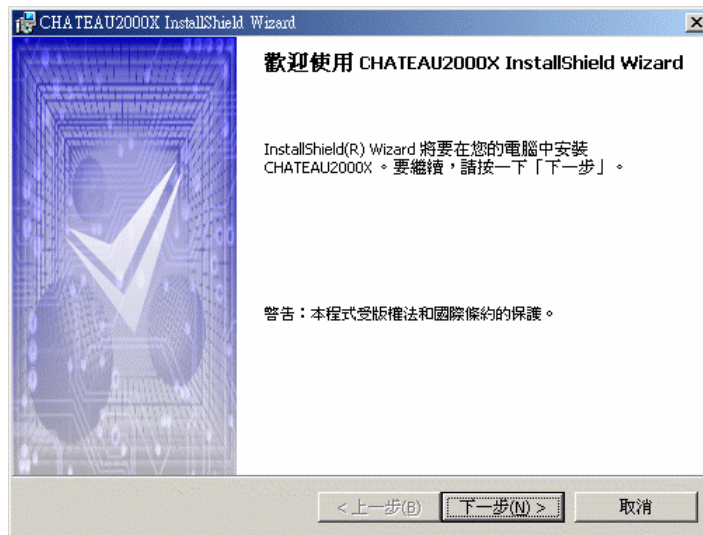 CHATEAU2000X InstallShield Wizard
歡迎使用 CHATEAU2000X InstallShield Wizard
InstallShield(R) Wizard 將要在您的電腦中安裝
CHATEAU2000X。要繼續，請按一下「下一步」。
警告：本程式受版權法和國際條約的保護。
< 上一步(B) 下一步(N) > 取消